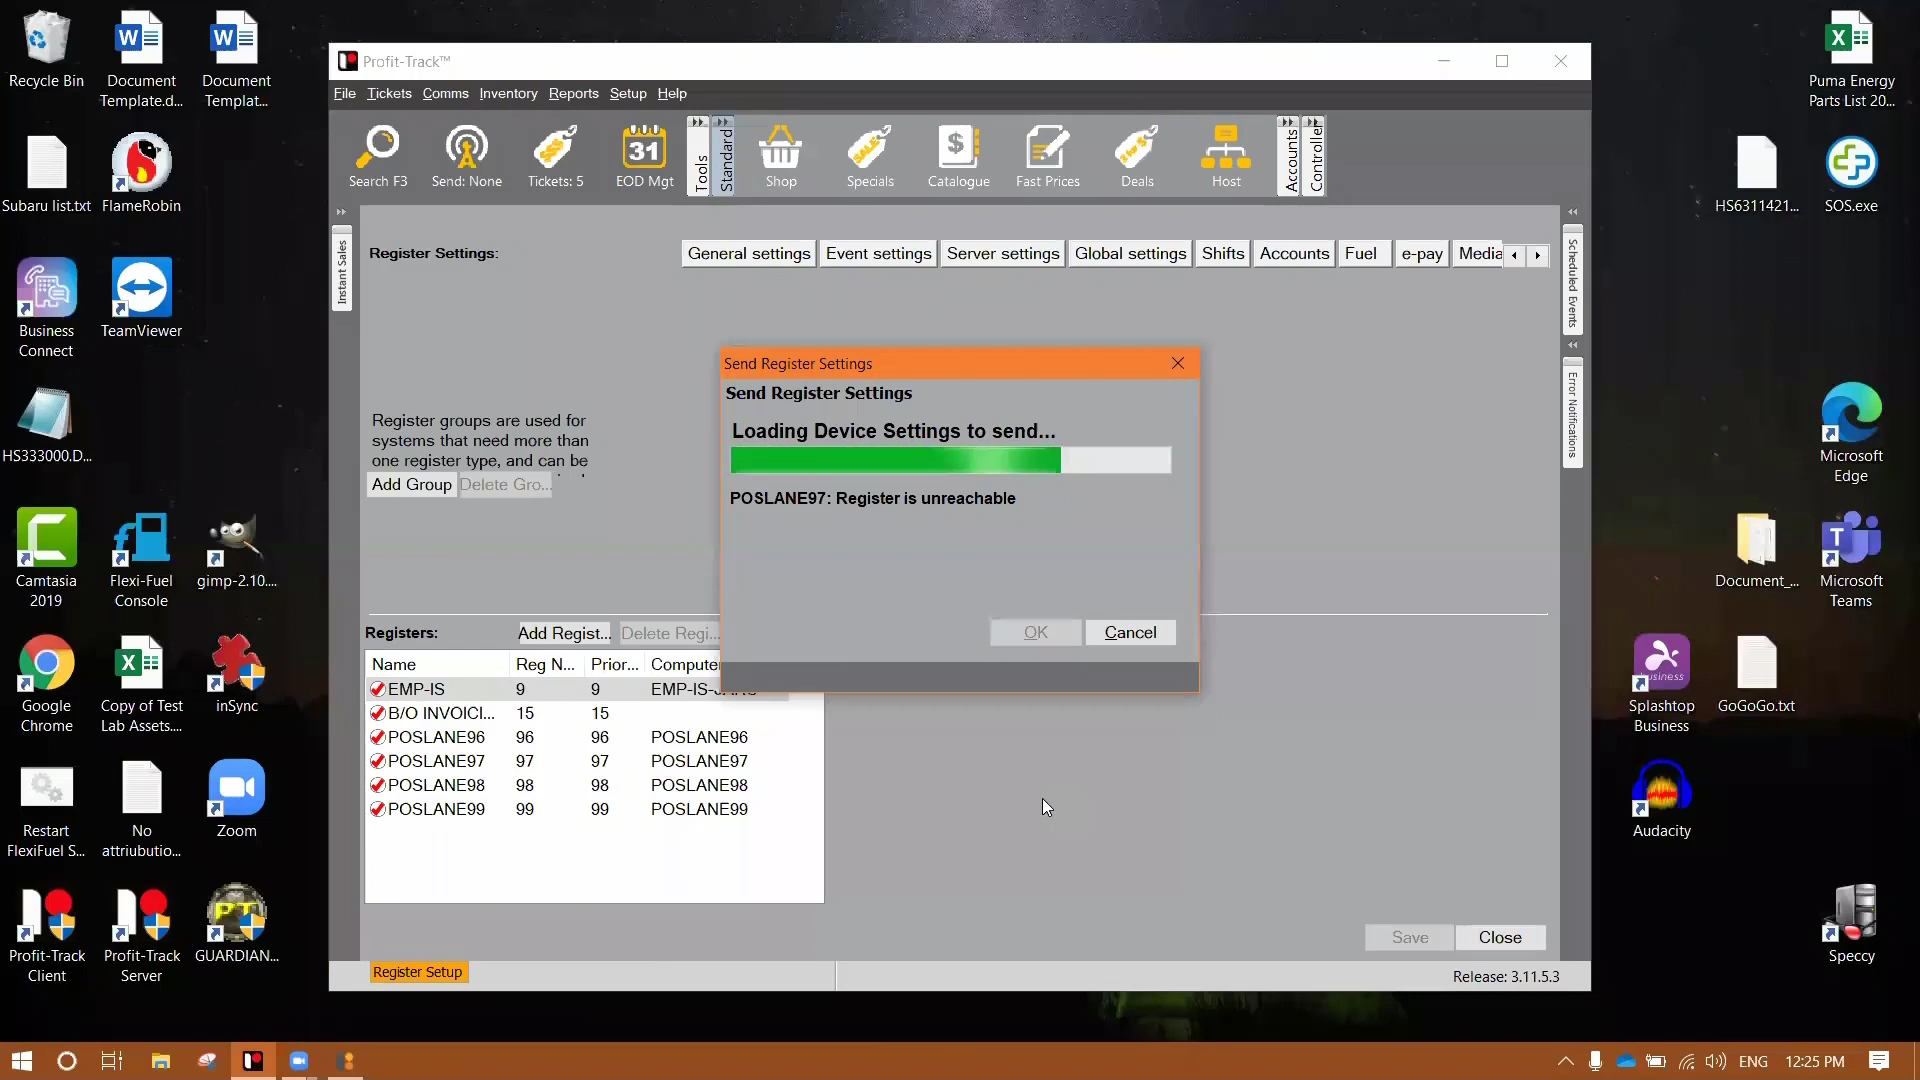 Recycle Bin
Document
Template.d...
Document
Templat...
Subaru list.txt
FlameRobin
Business
Connect
TeamViewer
HS333000.D...
Camtasia
2019
Flexi-Fuel
Console
gimp-2.10....
Google
Chrome
Copy of Test
Lab Assets....
inSync
Restart
FlexiFuel S...
No
attriubutio...
Zoom
Profit-Track
Client
Profit-Track
Server
GUARDIAN...
Profit-Track™
File Tickets Comms Inventory Reports Setup Help
Search F3
Send: None
Tickets: 5
31
EOD Mgt
Tools
Standard
Shop
SALE!
Specials
Catalogue
Fast Prices
Deals
Host
Accounts
Controller
Instant Sales
Register Settings:
General settings Event settings Server settings Global settings Shifts Accounts Fuel e-pay Media
Scheduled Events
Error Notifications
Register groups are used for
systems that need more than
one register type, and can be
Add Group Delete Gro...
Send Register Settings
Send Register Settings
Loading Device Settings to send...
POSLANE97: Register is unreachable
OK Cancel
Registers: Add Regist... Delete Regi...
Name Reg N... Prior... Computer
EMP-IS 9 9 EMP-IS-
B/O INVOICI... 15 15
POSLANE96 96 96 POSLANE96
POSLANE97 97 97 POSLANE97
POSLANE98 98 98 POSLANE98
POSLANE99 99 99 POSLANE99
Save Close
Register Setup
Release: 3.11.5.3
Puma Energy
Parts List 20...
HS6311421...
SOS.exe
Microsoft
Edge
Document_...
Microsoft
Teams
business
Splashtop
Business
GoGoGo.txt
Audacity
Speccy
ENG
12:25 PM